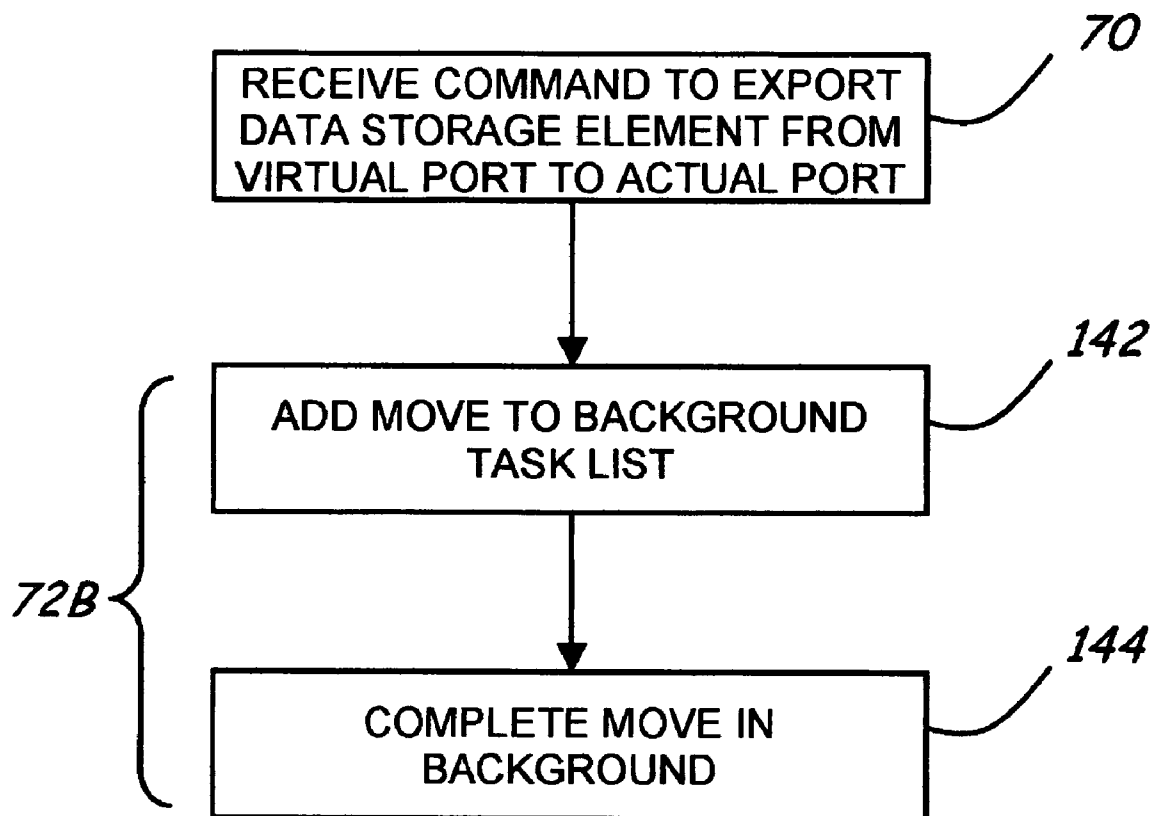 70
RECEIVE COMMAND TO EXPORT
DATA STORAGE ELEMENT FROM
VIRTUAL PORT TO ACTUAL PORT
142
ADD MOVE TO BACKGROUND
TASK LIST
72B
144
COMPLETE MOVE IN
BACKGROUND